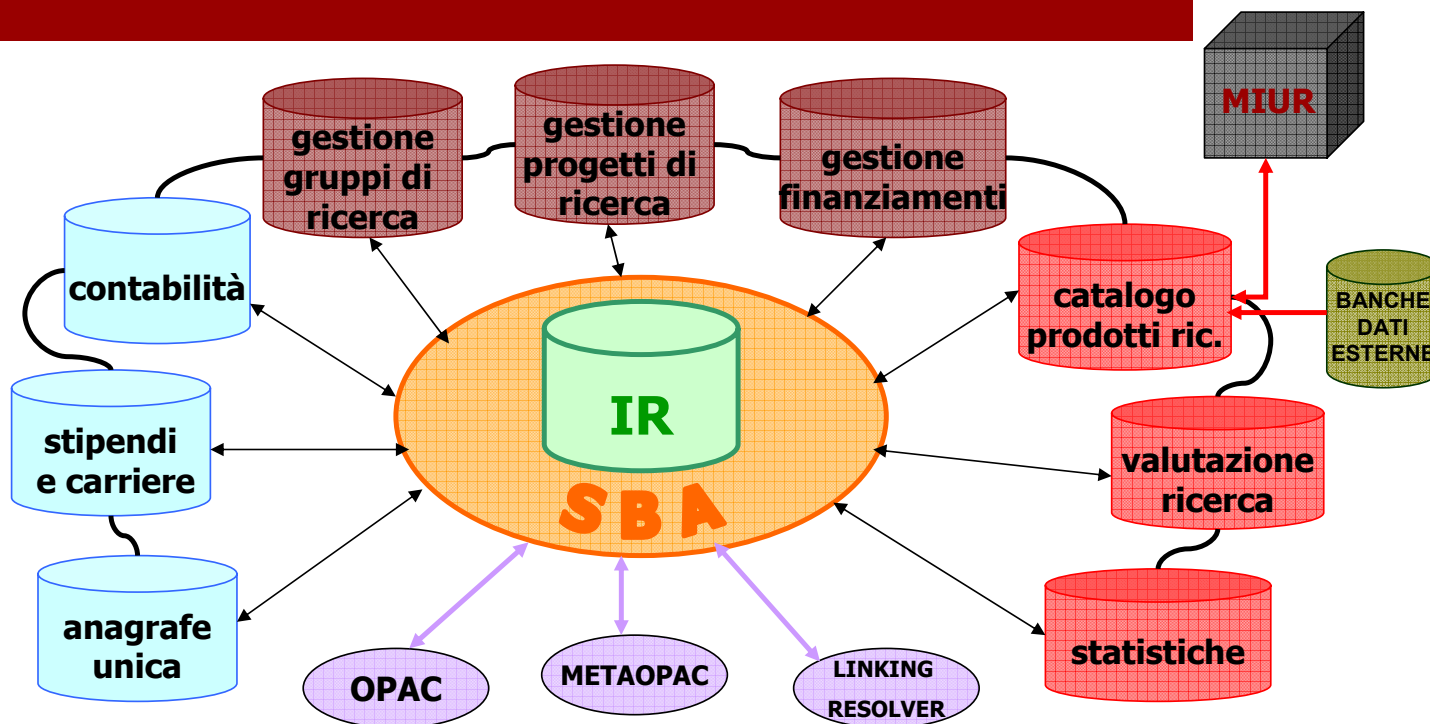 MIUR
gestione
gruppi di
ricerca
gestione
progetti di
ricerca
gestione
finanziamenti
contabilità
catalogo
prodotti ric.
BANCHE
DATI
ESTERNE
IR
SBA
stipendi
e carriere
valutazione
ricerca
anagrafe
unica
statistiche
OPAC
METAOPAC
LINKING
RESOLVER